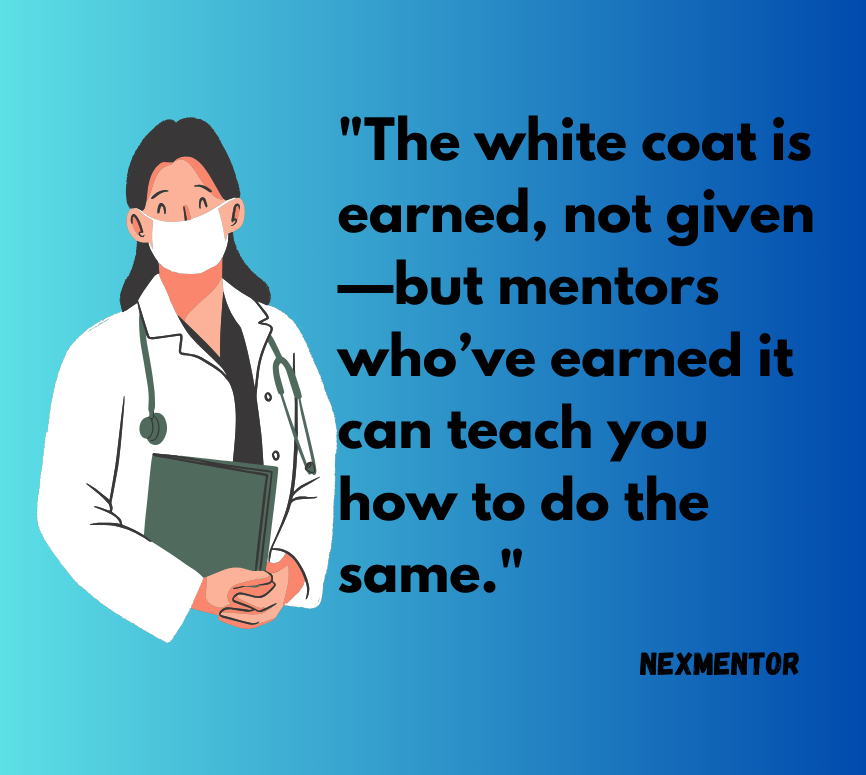 "The white coat is
earned, not given
—but mentors
who’ve earned it
can teach you
how to do the
same."
NEXMENTOR